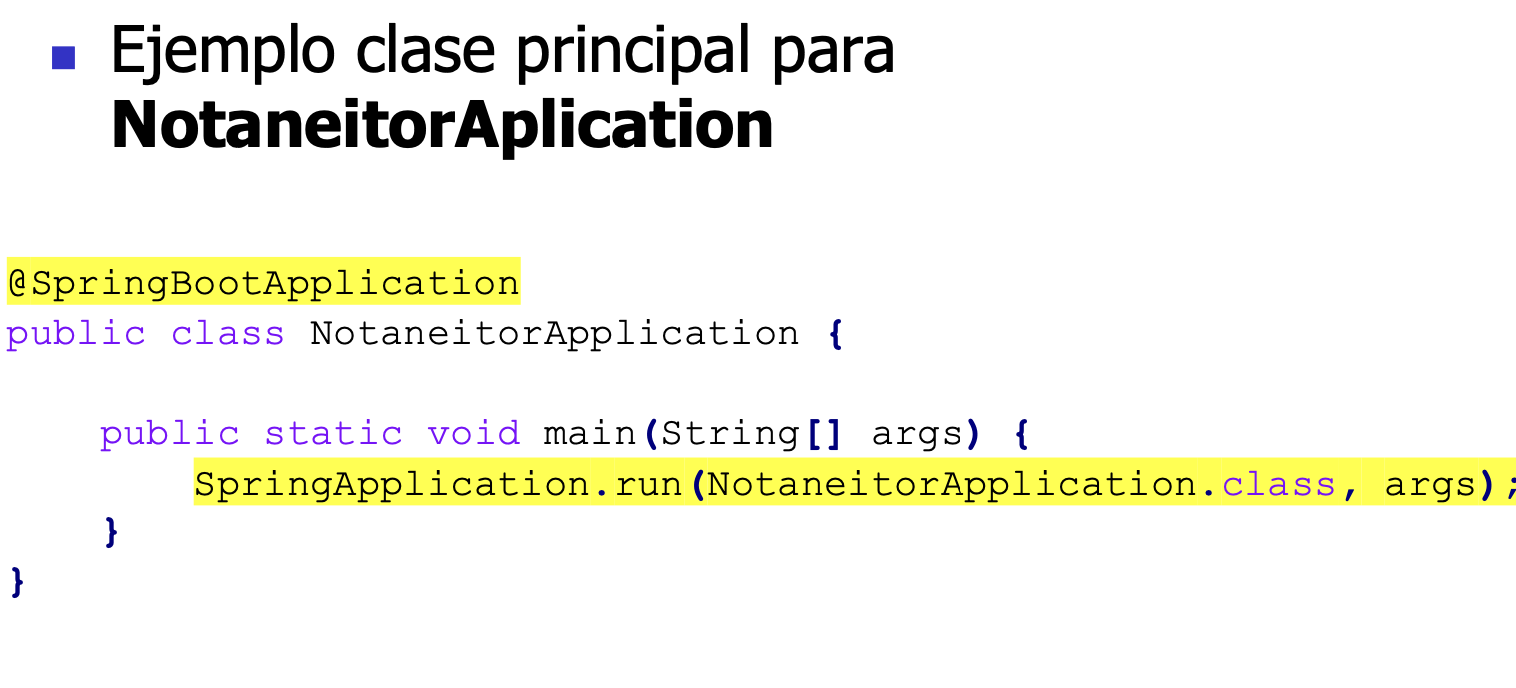 Ejemplo clase principal para
NotaneitorAplication
@SpringBootApplication
public class NotaneitorApplication {
public static void main(String[] args) {
SpringApplication.run(NotaneitorApplication.class, args);
}
}